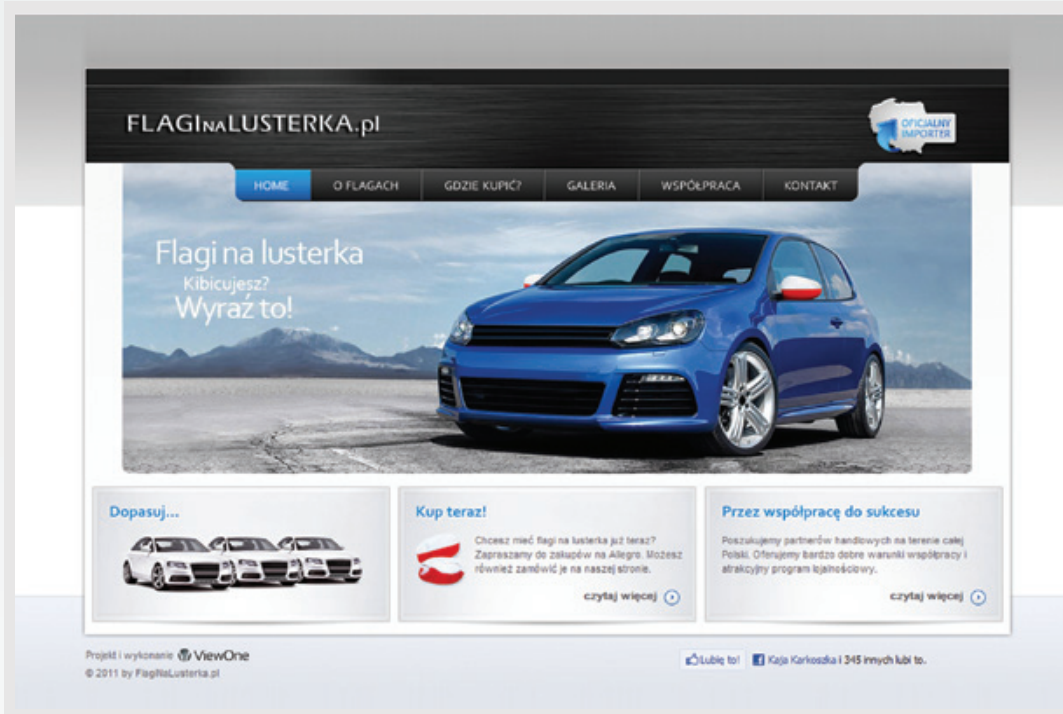 FLAGINALUSTERKA.pl
OFICJALNY
IMPORTER
HOME O FLAGACH GDZIE KUPIĆ? GALERIA WSPÓŁPRACA KONTAKT
Flagi na lusterka
Kibicujesz?
Wyraź to!
Dopasuj...
Kup teraz!
Chcesz mieć flagi na lusterka już teraz?
Zapraszamy do zakupów na Allegro. Możesz
również zamówić je na naszej stronie.
czytaj więcej
Przez współpracę do sukcesu
Poszukujemy partnerów handlowych na terenie całej
Polski. Oferujemy bardzo dobre warunki współpracy i
atrakcyjny program lojalnościowy.
czytaj więcej
Projekt i wykonanie ViewOne
© 2011 by FlagiNaLusterka.pl
Lubię to! Kaja Karkoszka i 345 innych lubi to.